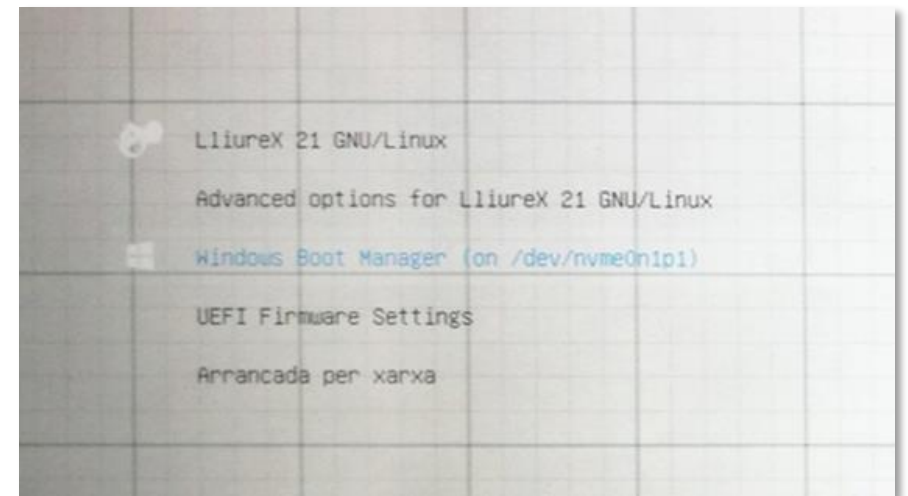 LliureX 21 GNU/Linux
Advanced options for LliureX 21 GNU/Linux
Windows Boot Manager (on /dev/nvme0n1p1)
UEFI Firmware Settings
Arrancada per xarxa